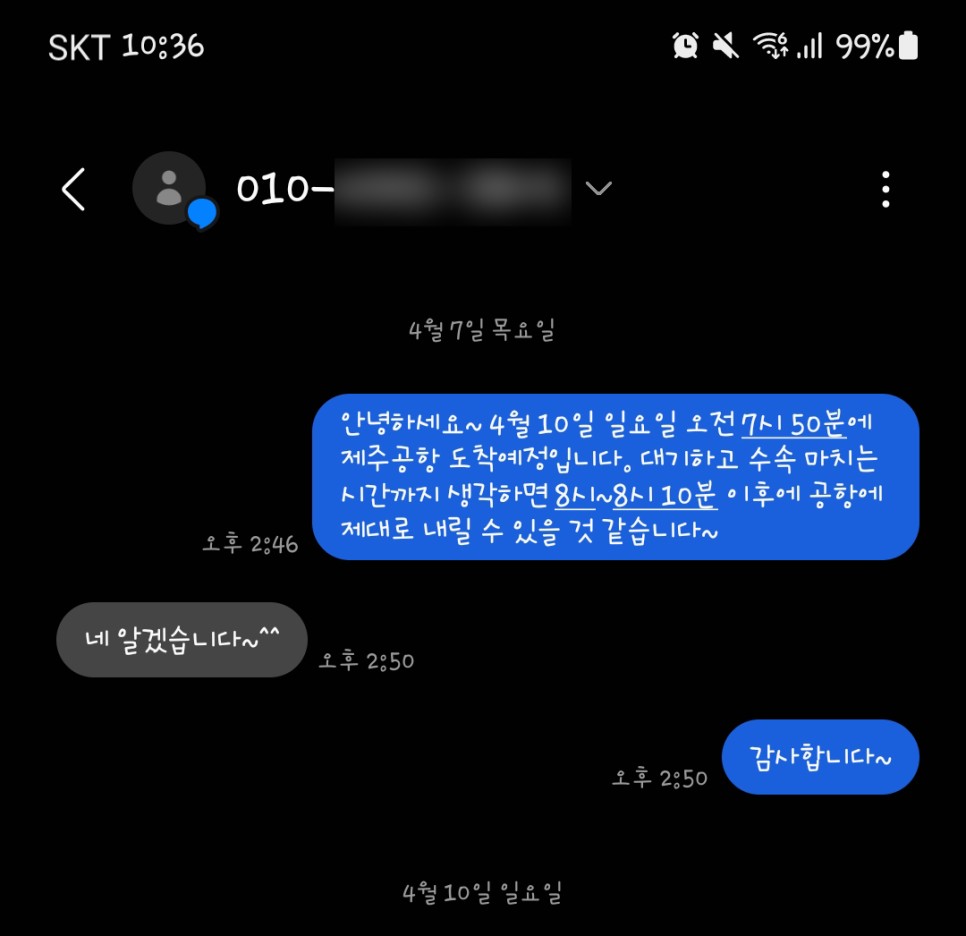 SKT 10:36
99%
010-
4월 7일 목요일
안녕하세요~ 4월 10일 일요일 오전 7시 50분에
제주공항 도착예정입니다. 대기하고 수속 마치는
시간까지 생각하면 8시~8시 10분 이후에 공항에
제대로 내릴 수 있을 것 같습니다~
오후 2:46
네 알겠습니다~^^
오후 2:50
감사합니다~
오후 2:50
4월 10일 일요일